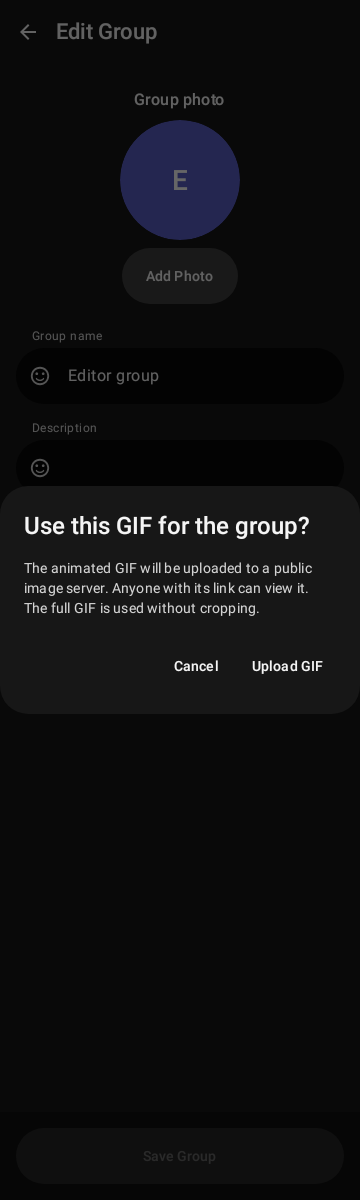 Edit Group
Group photo
E
Add Photo
Group name
Editor group
Description
Use this GIF for the group?
The animated GIF will be uploaded to a public
image server. Anyone with its link can view it.
The full GIF is used without cropping.
Cancel
Upload GIF
Save Group